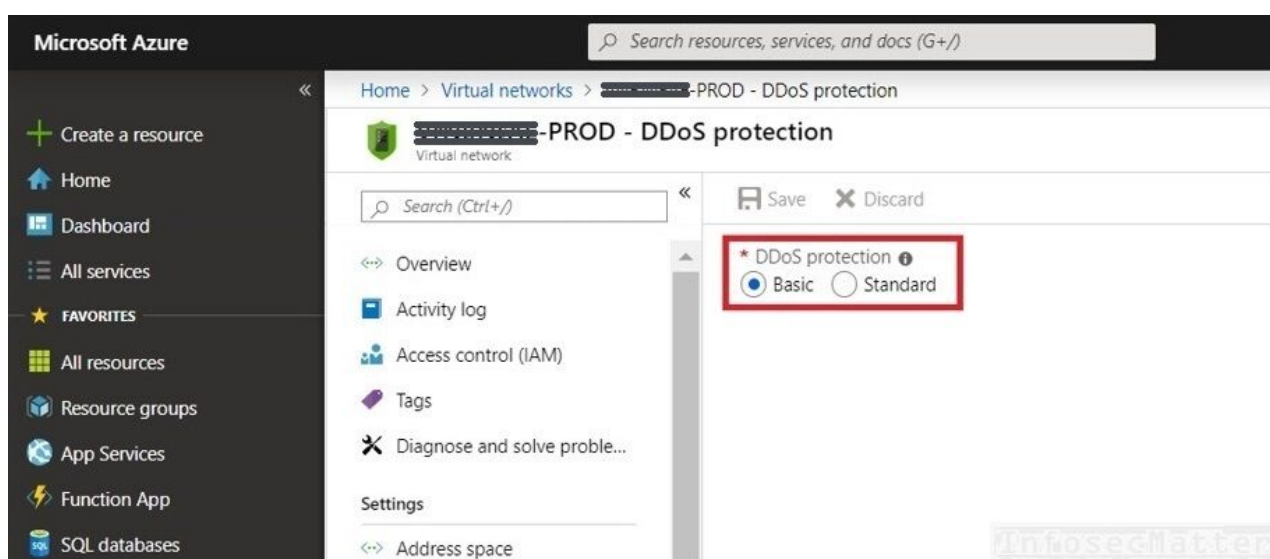 Microsoft Azure
Search resources, services, and docs (G+/)
«
Create a resource
Home
Dashboard
All services
FAVORITES
All resources
Resource groups
App Services
Function App
SQL databases
Home > Virtual networks > -PROD - DDoS protection
-PROD - DDoS protection
Virtual network
Search (Ctrl+/)
«
Overview
Activity log
Access control (IAM)
Tags
Diagnose and solve proble...
Settings
Address space
Save Discard
* DDoS protection
Basic Standard
InfosecMatter